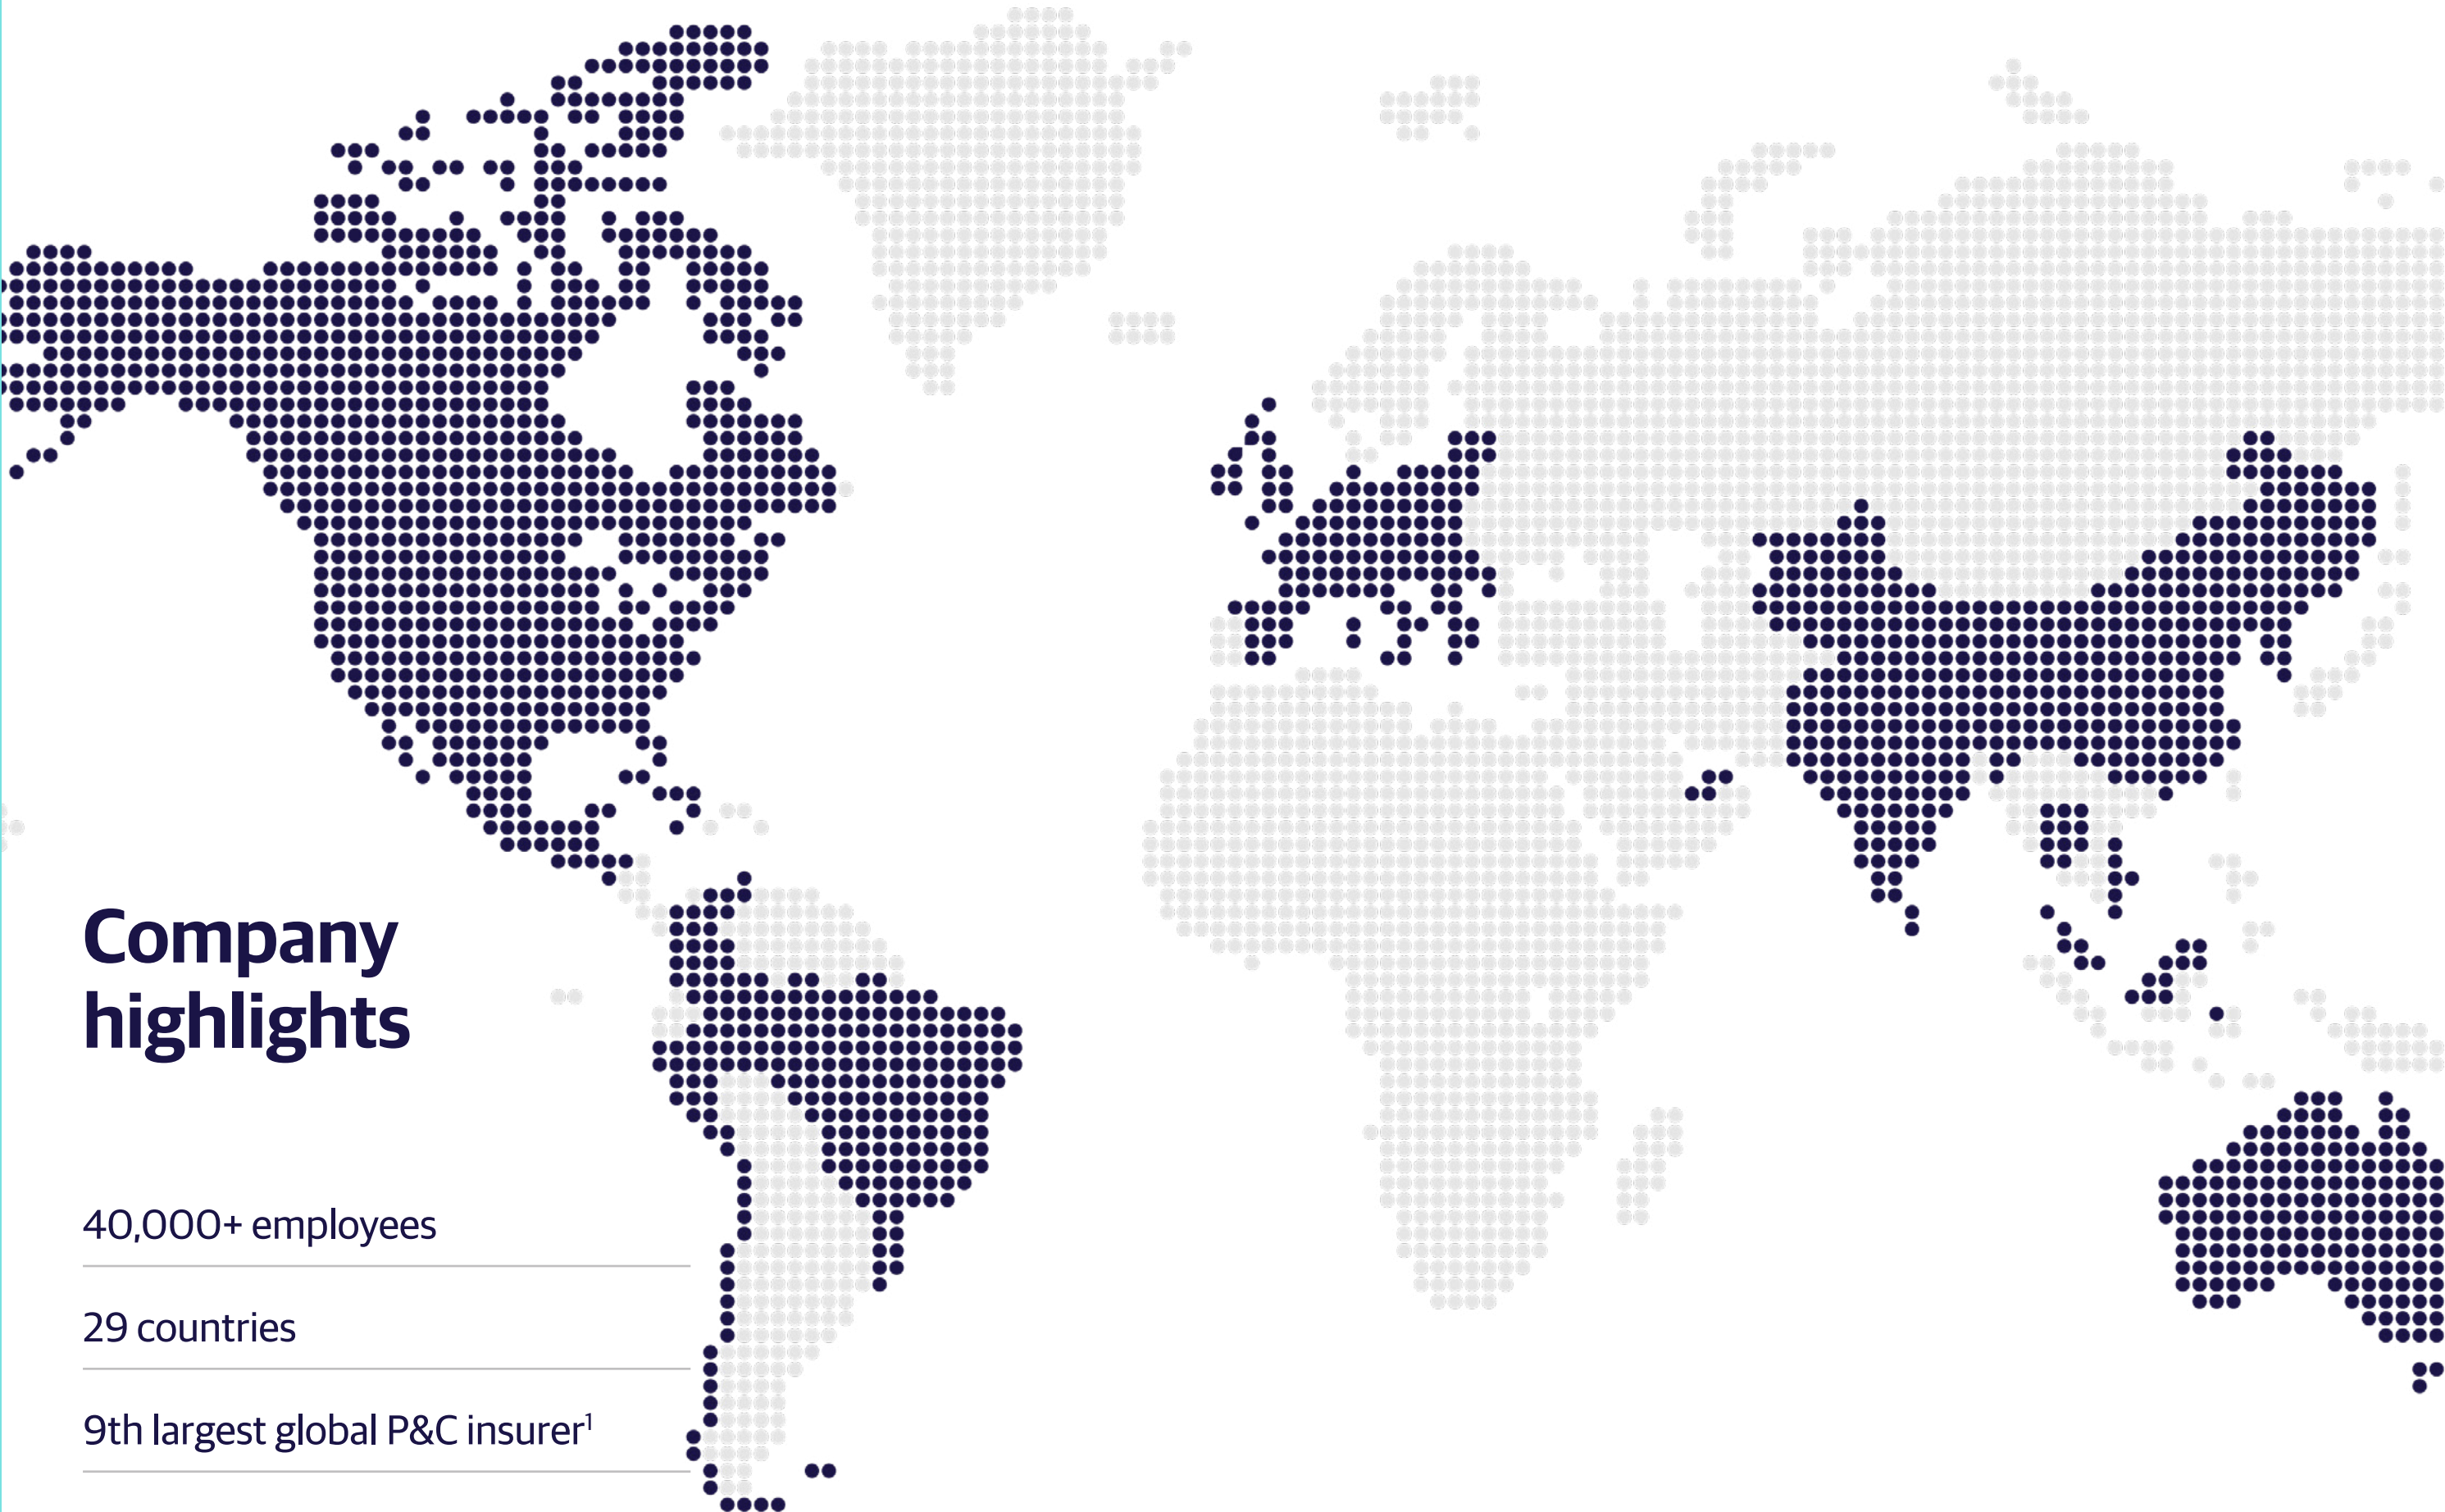 Company
highlights
40,000+ employees
29 countries
9th largest global P&C insurer1